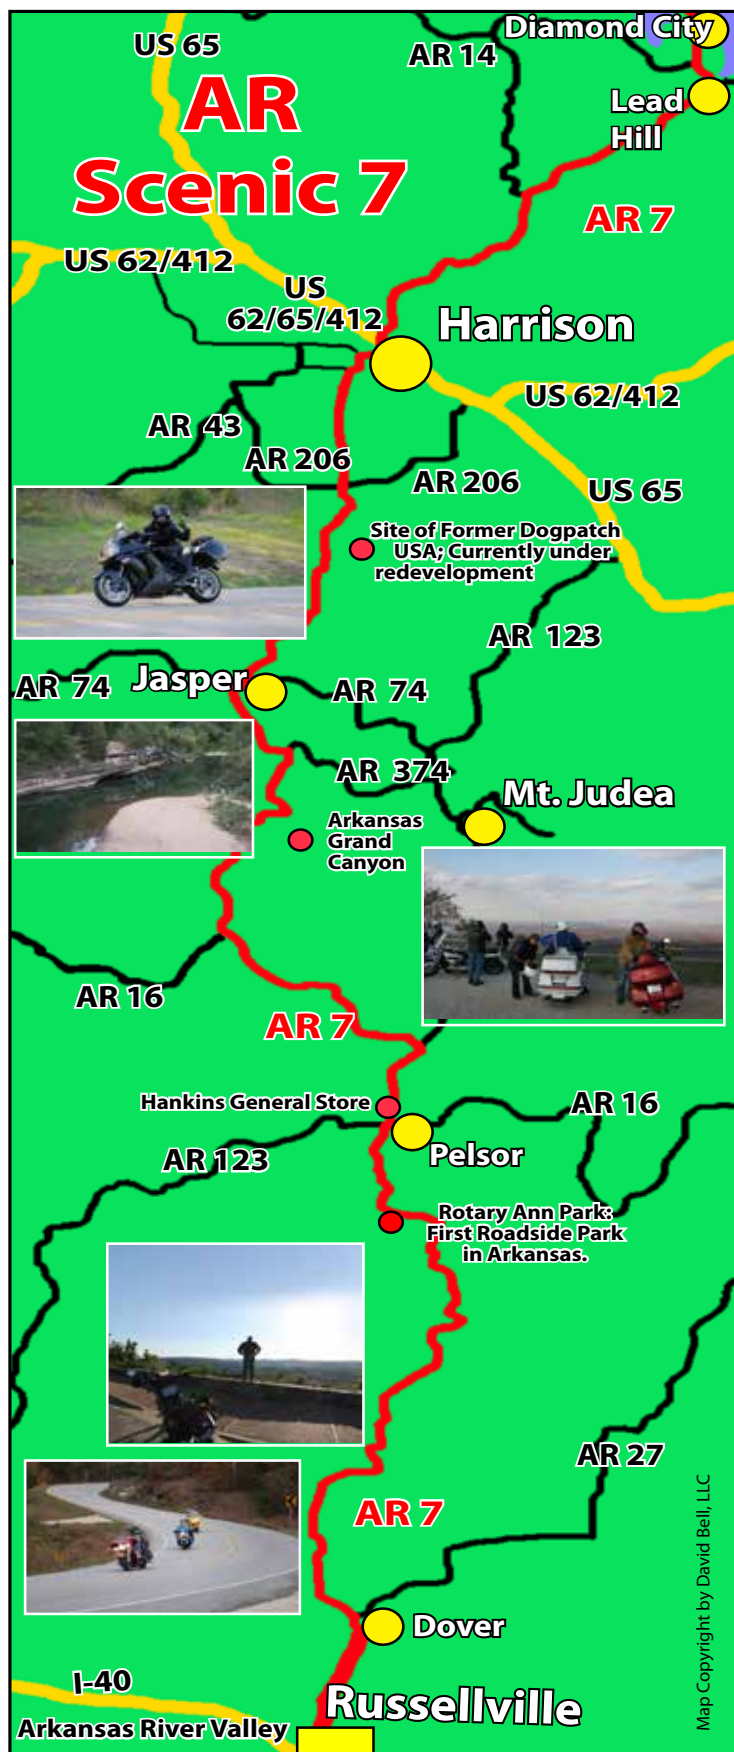 Diamond City
US 65
AR 14
AR
Scenic 7
Lead
Hill
AR 7
US 62/412
US
62/65/412
Harrison
US 62/412
AR 43
AR 206
AR 206
US 65
Site of Former Dogpatch
USA; Currently under
redevelopment
AR 123
AR 74
Jasper
AR 74
AR 374
Mt. Judea
Arkansas
Grand
Canyon
AR 16
AR 7
Hankins General Store
AR 16
AR 123
Pelsor
Rotary Ann Park:
First Roadside Park
in Arkansas.
AR 27
AR 7
Map Copyright by David Bell, LLC
Dover
I-40
Russellville
Arkansas River Valley